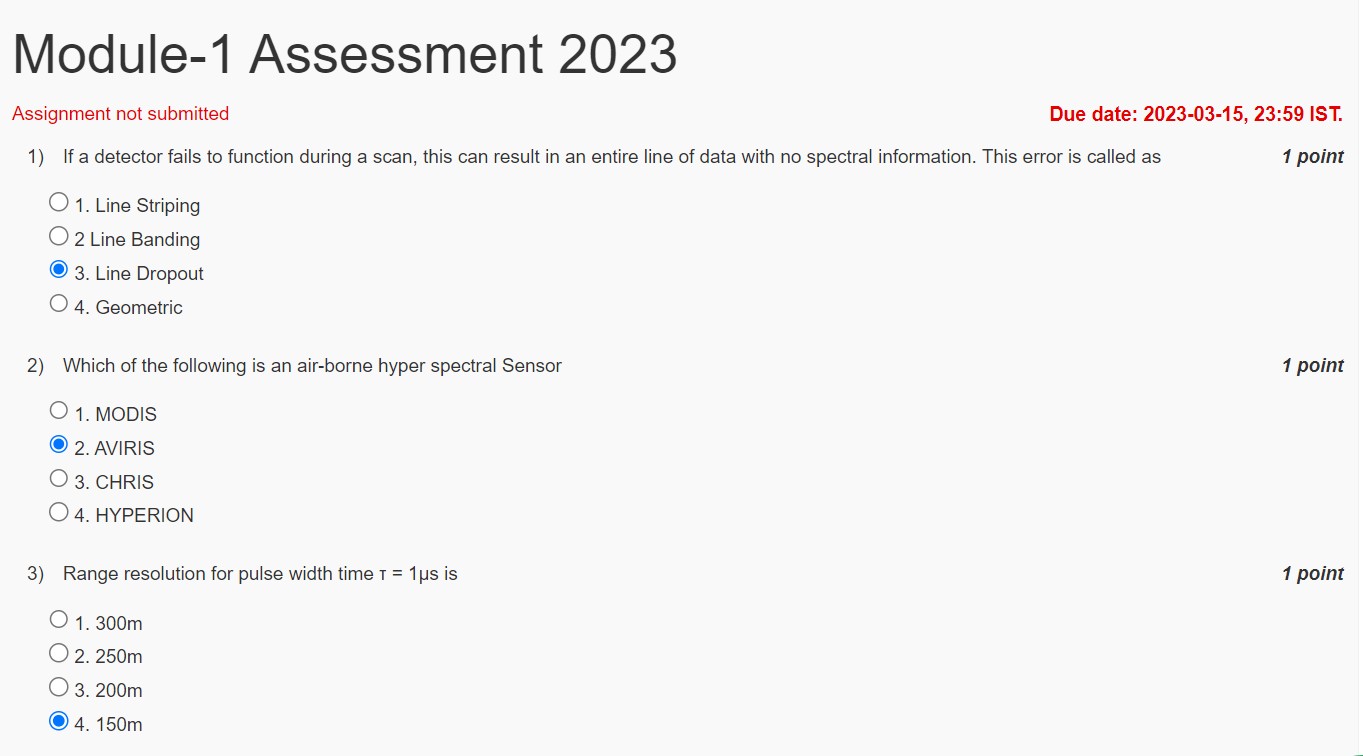 Module-1 Assessment 2023
Assignment not submitted Due date: 2023-03-15, 23:59 IST.
1) If a detector fails to function during a scan, this can result in an entire line of data with no spectral information. This error is called as 1 point
1. Line Striping
2 Line Banding
3. Line Dropout
4. Geometric
2) Which of the following is an air-borne hyper spectral Sensor 1 point
1. MODIS
2. AVIRIS
3. CHRIS
4. HYPERION
3) Range resolution for pulse width time τ = 1μs is 1 point
1. 300m
2. 250m
3. 200m
4. 150m